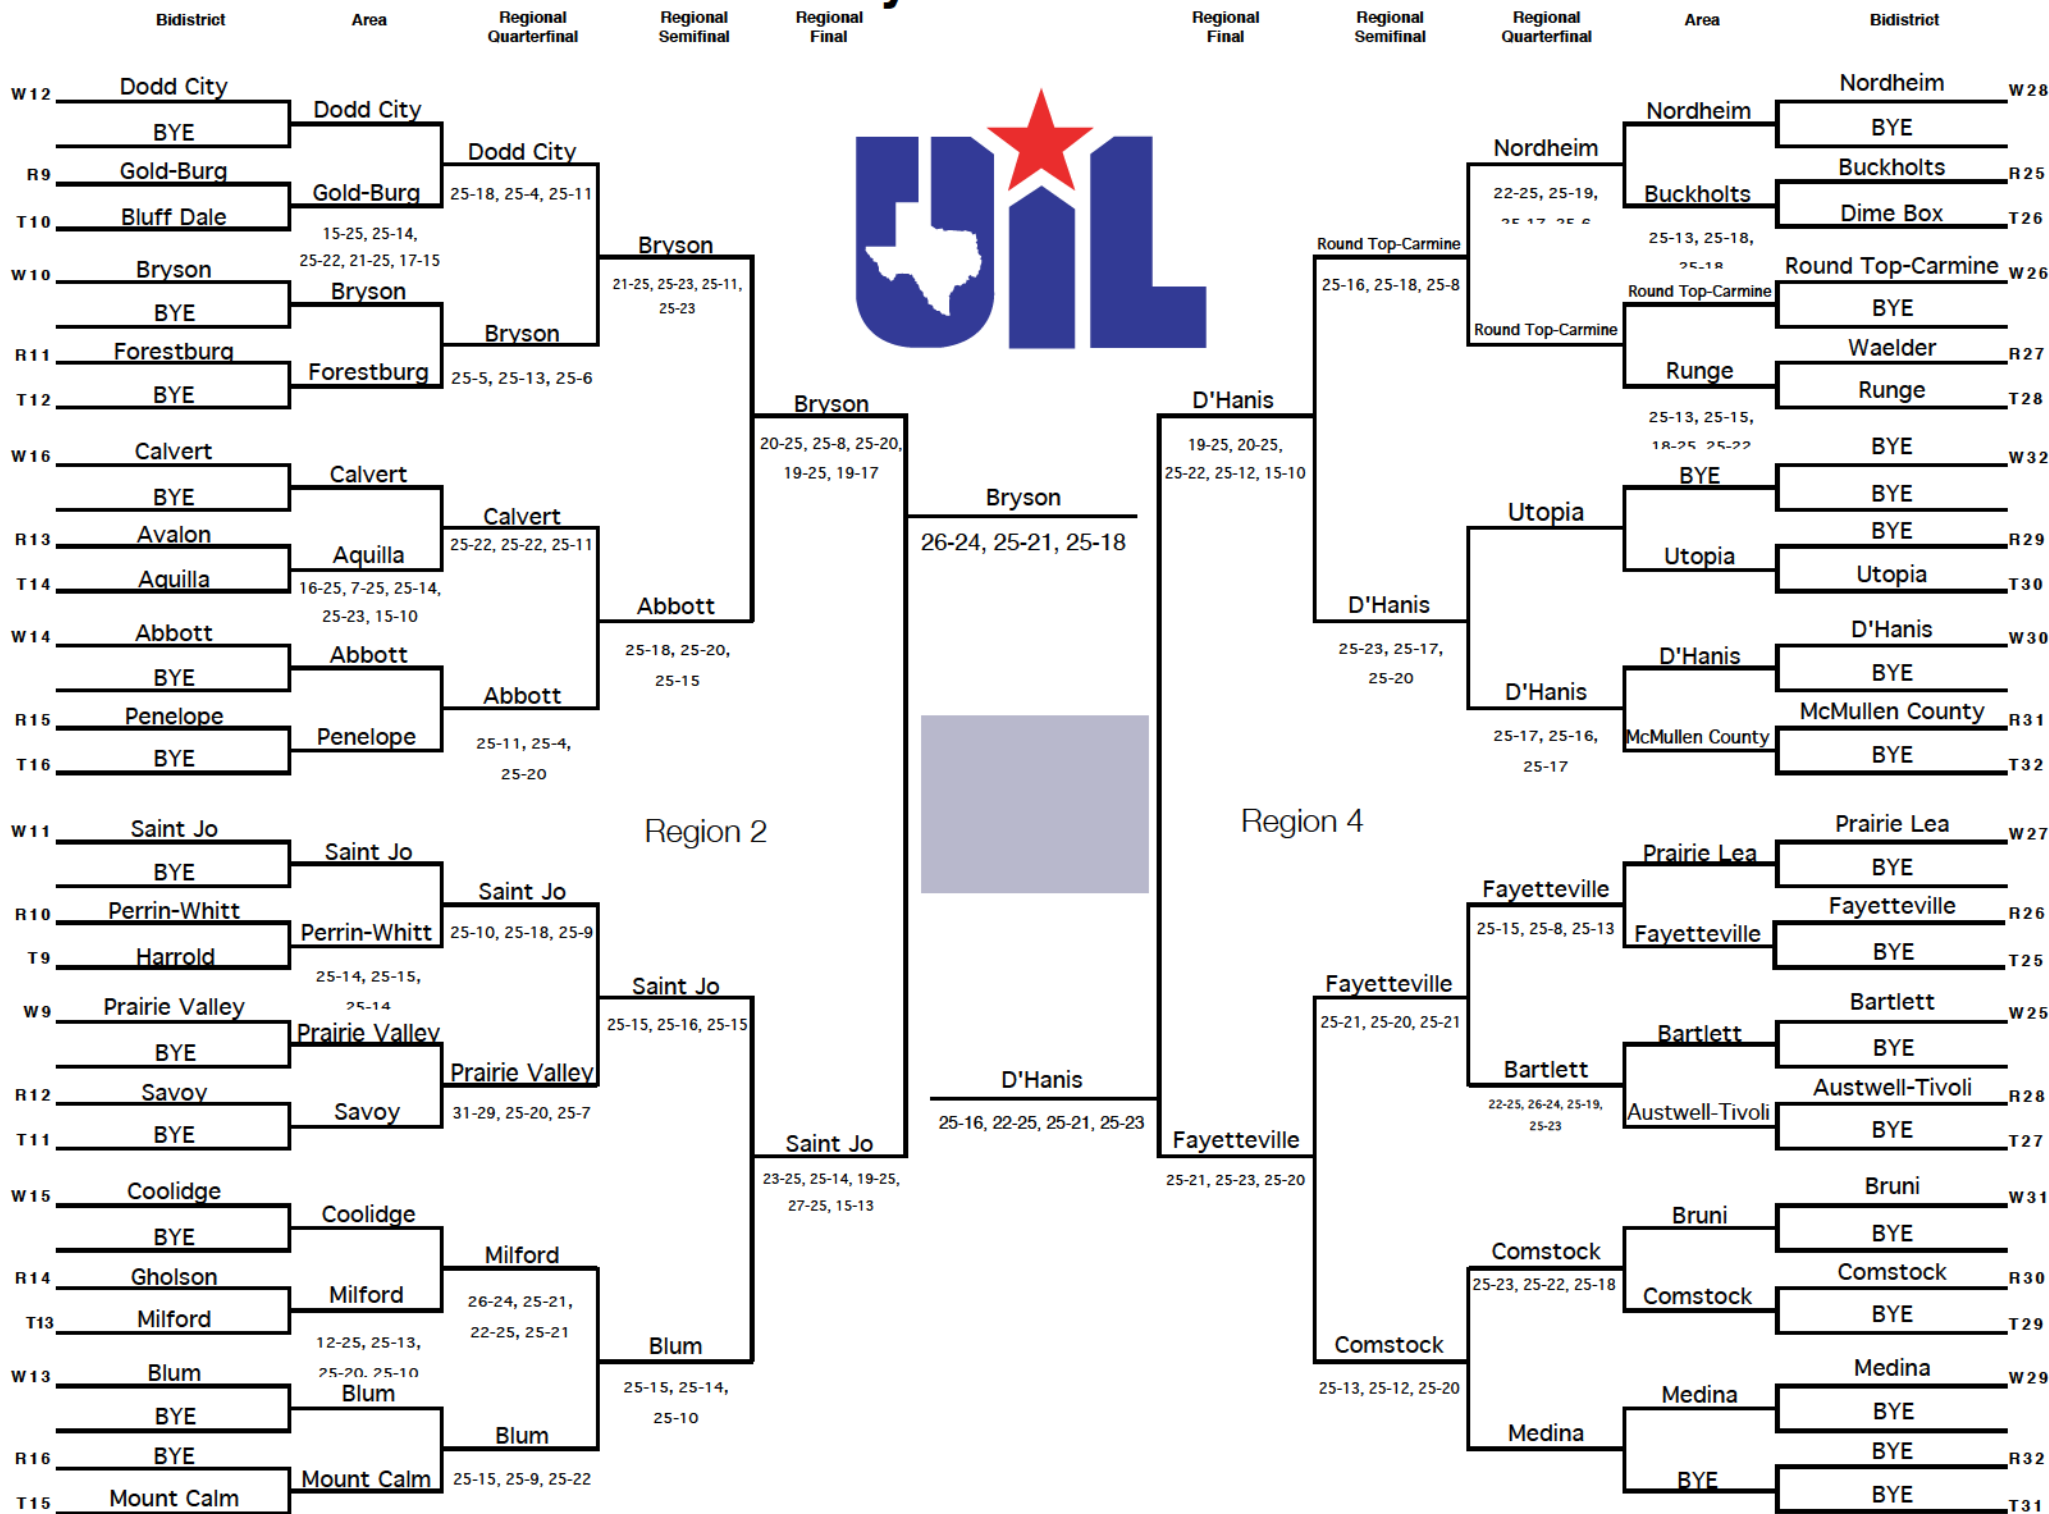 Bidistrict
Area
Regional
Quarterfinal
Regional
Semifinal
Regional
Final
Regional
Final
Regional
Semifinal
Regional
Quarterfinal
Area
Bidistrict
W12
Dodd City
BYE
R9
Gold-Burg
T10
Bluff Dale
W10
Bryson
BYE
R11
Forestburg
T12
BYE
W16
Calvert
BYE
R13
Avalon
T14
Aquilla
W14
Abbott
BYE
R15
Penelope
T16
BYE
W11
Saint Jo
BYE
R10
Perrin-Whitt
T9
Harrold
W9
Prairie Valley
BYE
R12
Savoy
T11
BYE
W15
Coolidge
BYE
R14
Gholson
T13
Milford
W13
Blum
BYE
R16
BYE
T15
Mount Calm
Dodd City
Gold-Burg
15-25, 25-14,
25-22, 21-25, 17-15
Bryson
Forestburg
Calvert
Aquilla
16-25, 7-25, 25-14,
25-23, 15-10
Abbott
Penelope
Saint Jo
Perrin-Whitt
25-14, 25-15,
25-14
Prairie Valley
Savoy
Coolidge
Milford
12-25, 25-13,
25-20, 25-10
Blum
Mount Calm
Dodd City
25-18, 25-4, 25-11
Bryson
25-5, 25-13, 25-6
Calvert
25-22, 25-22, 25-11
Abbott
25-11, 25-4,
25-20
Saint Jo
25-10, 25-18, 25-9
Prairie Valley
31-29, 25-20, 25-7
Milford
26-24, 25-21,
22-25, 25-21
Blum
25-15, 25-9, 25-22
Bryson
21-25, 25-23, 25-11,
25-23
Abbott
25-18, 25-20,
25-15
Region 2
Saint Jo
25-15, 25-16, 25-15
Blum
25-15, 25-14,
25-10
Bryson
20-25, 25-8, 25-20,
19-25, 19-17
Saint Jo
23-25, 25-14, 19-25,
27-25, 15-13
UIL
Bryson
26-24, 25-21, 25-18
D'Hanis
25-16, 22-25, 25-21, 25-23
D'Hanis
19-25, 20-25,
25-22, 25-12, 15-10
Fayetteville
25-21, 25-23, 25-20
Round Top-Carmine
25-16, 25-18, 25-8
D'Hanis
25-23, 25-17,
25-20
Region 4
Fayetteville
25-21, 25-20, 25-21
Comstock
25-13, 25-12, 25-20
Nordheim
22-25, 25-19,
25-17, 25-6
Round Top-Carmine
Utopia
D'Hanis
25-17, 25-16,
25-17
Fayetteville
25-15, 25-8, 25-13
Bartlett
22-25, 26-24, 25-19,
25-23
Comstock
25-23, 25-22, 25-18
Medina
Nordheim
Buckholts
25-13, 25-18,
25-18
Round Top-Carmine
Runge
25-13, 25-15,
18-25, 25-22
BYE
Utopia
D'Hanis
McMullen County
Prairie Lea
Fayetteville
Bartlett
Austwell-Tivoli
Bruni
Comstock
Medina
BYE
Nordheim
W28
BYE
Buckholts
R25
Dime Box
T26
Round Top-Carmine
W26
BYE
Waelder
R27
Runge
T28
BYE
W32
BYE
BYE
R29
Utopia
T30
D'Hanis
W30
BYE
McMullen County
R31
BYE
T32
Prairie Lea
W27
BYE
Fayetteville
R26
BYE
T25
Bartlett
W25
BYE
Austwell-Tivoli
R28
BYE
T27
Bruni
W31
BYE
Comstock
R30
BYE
T29
Medina
W29
BYE
BYE
R32
BYE
T31